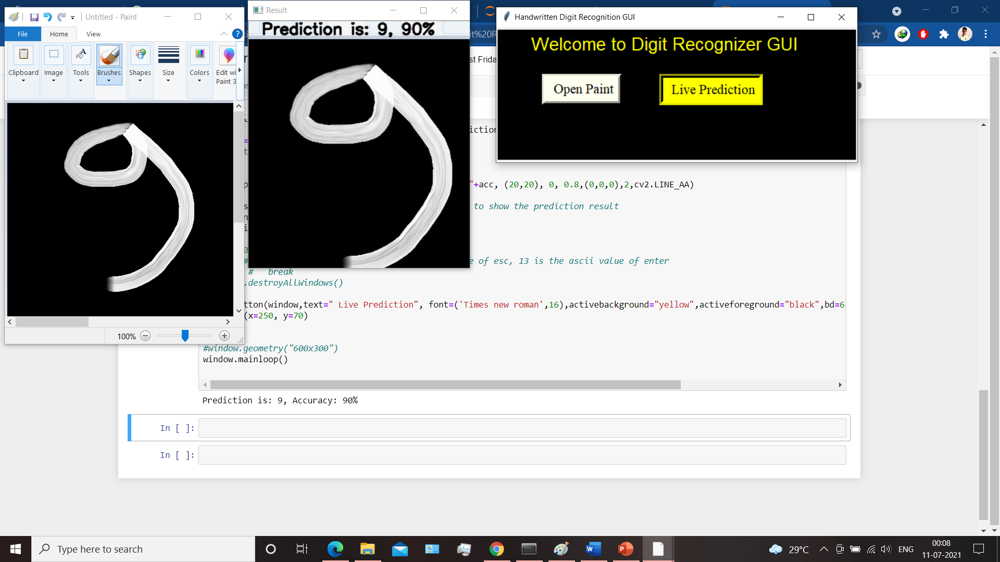 Untitled - Paint
File
Home
View
Clipboard
Image
Tools
Brushes
Shapes
Size
Colors
Edit wi
Paint 3
100%
Result
Prediction is: 9, 90%
Handwritten Digit Recognition GUI
Welcome to Digit Recognizer GUI
Open Paint
Live Prediction
it%20R
st Frida
iction
"+acc, (20,20), 0, 0.8,(0,0,0),2,cv2.LINE_AA)
to show the prediction result
e of esc, 13 is the ascii value of enter
# break
.destroyAllWindows()
tton(window,text=" Live Prediction", font=('Times new roman',16),activebackground="yellow",activeforeground="black",bd=6
(x=250, y=70)
#window.geometry("600x300")
window.mainloop()
Prediction is: 9, Accuracy: 90%
In [ ]:
In [ ]:
Type here to search
29°C
ENG
00:08
11-07-2021